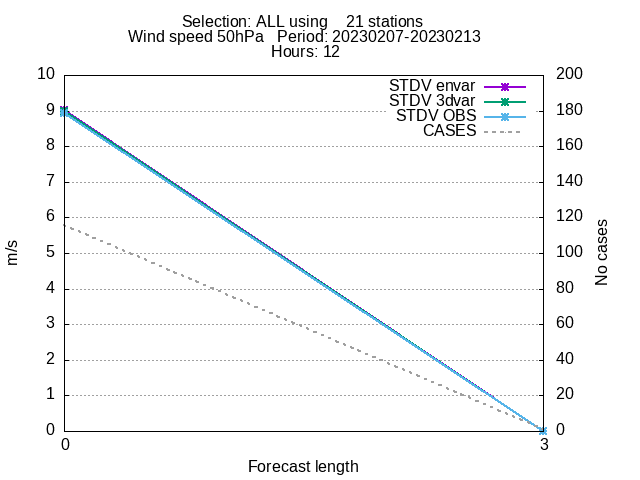 Selection: ALL using    21 stations
Wind speed 50hPa   Period: 20230207-20230213
Hours: 12
STDV envar
STDV 3dvar
STDV OBS
CASES
10
9
8
7
6
5
4
3
2
1
0
m/s
200
180
160
140
120
100
80
60
40
20
0
No cases
0
3
Forecast length